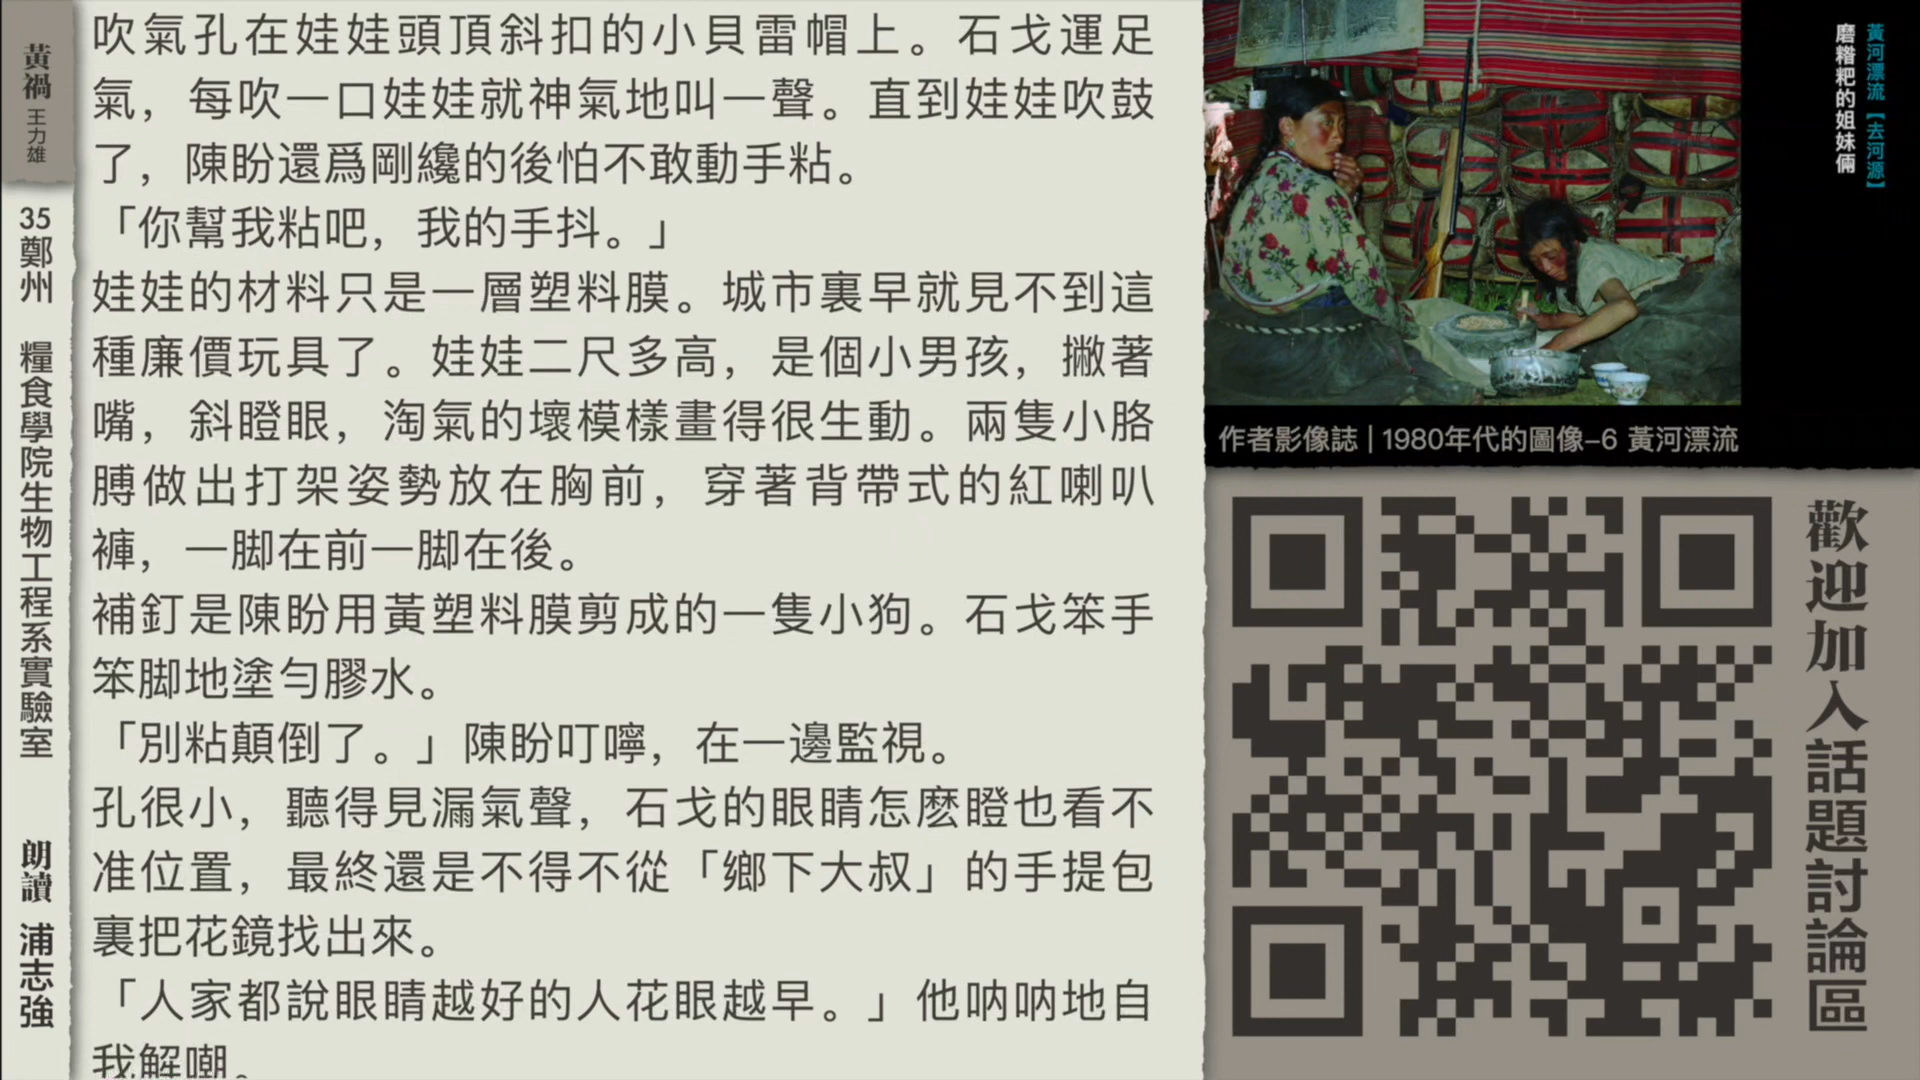 黃禍 王力雄
35鄭州 糧食學院生物工程系實驗室
朗讀 浦志強
吹氣孔在娃娃頭頂斜扣的小貝雷帽上。石戈運足
氣，每吹一口娃娃就神氣地叫一聲。直到娃娃吹鼓
了，陳盼還爲剛纔的後怕不敢動手粘。
「你幫我粘吧，我的手抖。」
娃娃的材料只是一層塑料膜。城市裏早就見不到這
種廉價玩具了。娃娃二尺多高，是個小男孩，撇著
嘴，斜瞪眼，淘氣的壞模樣畫得很生動。兩隻小胳
膊做出打架姿勢放在胸前，穿著背帶式的紅喇叭
褲，一脚在前一脚在後。
補釘是陳盼用黃塑料膜剪成的一隻小狗。石戈笨手
笨脚地塗勻膠水。
「別粘顛倒了。」陳盼叮嚀，在一邊監視。
孔很小，聽得見漏氣聲，石戈的眼睛怎麽瞪也看不
准位置，最終還是不得不從「鄉下大叔」的手提包
裏把花鏡找出來。
「人家都說眼睛越好的人花眼越早。」他吶吶地自
我解嘲。
黃河漂流【去河源】
磨糌粑的姐妹倆
作者影像誌｜1980年代的圖像–6 黃河漂流
歡迎加入話題討論區